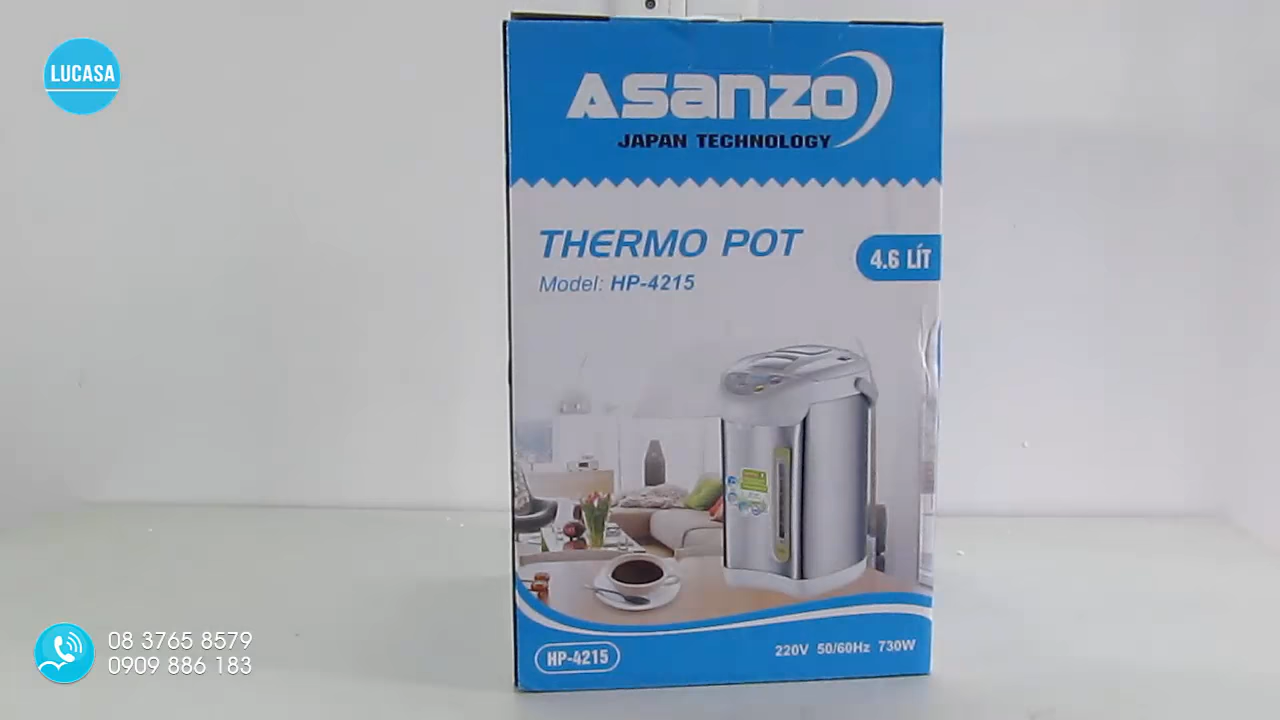 LUCASA
ASANZO
JAPAN TECHNOLOGY
THERMO POT
4.6 LÍT
Model: HP-4215
HP-4215
220V 50/60Hz 730W
08 3765 8579
0909 886 183